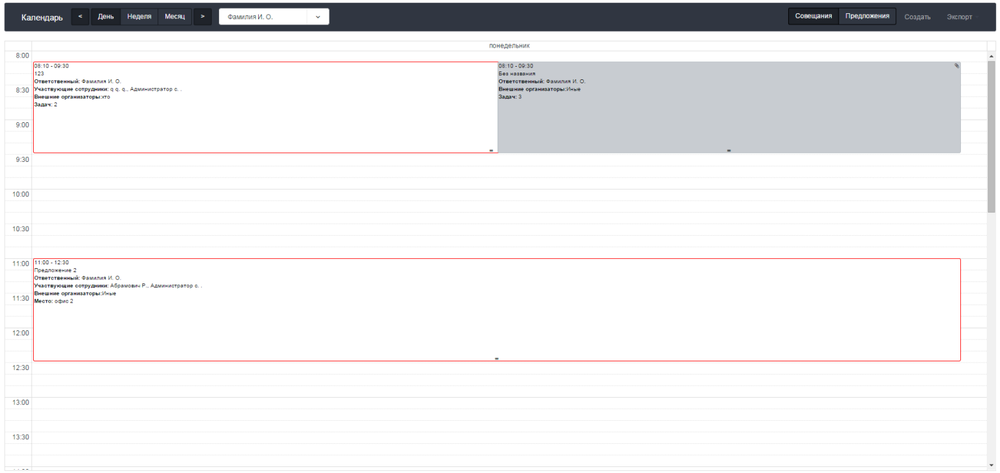 Календарь < День Неделя Месяц > Фамилия И. О. Совещания Предложения Создать Экспорт
понедельник
8:00
08:10 - 09:30
123
Ответственный: Фамилия И. О.
Участвующие сотрудники: q q. q., Администратор с. .
Внешние организаторы:кто
Задач: 2
08:10 - 09:30
Без названия
Ответственный: Фамилия И. О.
Внешние организаторы:Иные
Задач: 3
8:30
9:00
9:30
10:00
10:30
11:00
11:00 - 12:30
Предложение 2
Ответственный: Фамилия И. О.
Участвующие сотрудники: Абрамович Р., Администратор с. .
Внешние организаторы:Иные
Место: офис 2
11:30
12:00
12:30
13:00
13:30